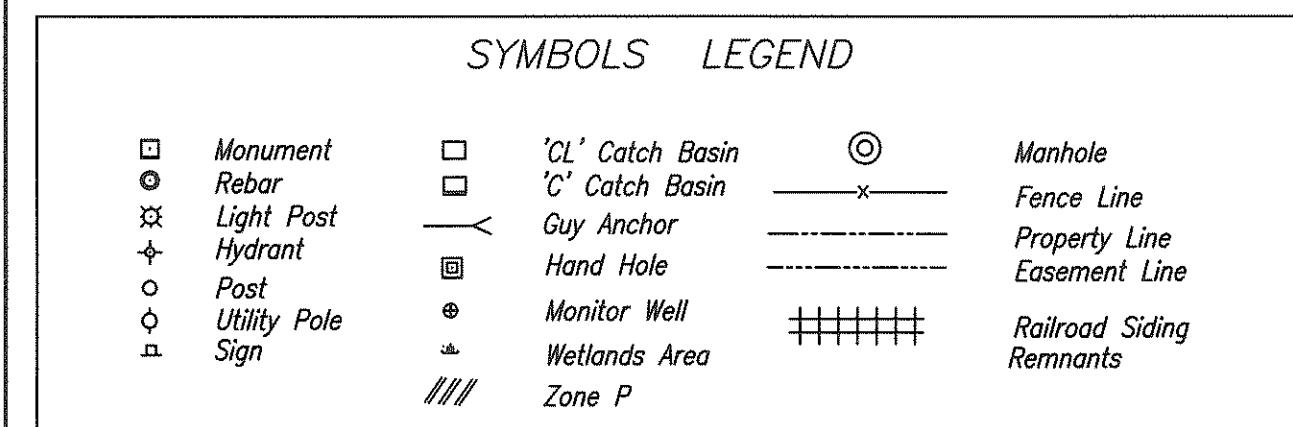 SYMBOLS LEGEND
Monument
Rebar
Light Post
Hydrant
Post
Utility Pole
Sign
'CL' Catch Basin
'C' Catch Basin
Guy Anchor
Hand Hole
Monitor Well
Wetlands Area
Zone P
Manhole
x Fence Line
Property Line
Easement Line
Railroad Siding
Remnants